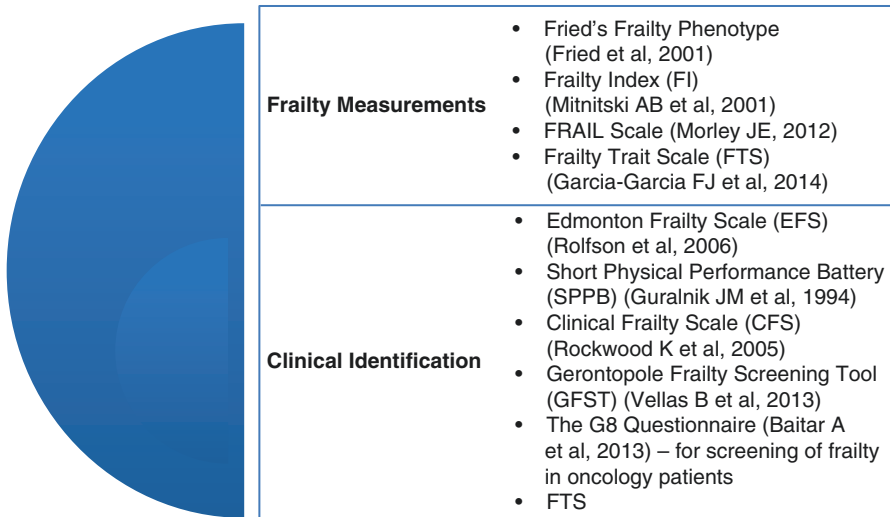 Frailty Measurements
• Fried's Frailty Phenotype
(Fried et al, 2001)
• Frailty Index (FI)
(Mitnitski AB et al, 2001)
• FRAIL Scale (Morley JE, 2012)
• Frailty Trait Scale (FTS)
(Garcia-Garcia FJ et al, 2014)
Clinical Identification
• Edmonton Frailty Scale (EFS)
(Rolfson et al, 2006)
• Short Physical Performance Battery
(SPPB) (Guralnik JM et al, 1994)
• Clinical Frailty Scale (CFS)
(Rockwood K et al, 2005)
• Gerontopole Frailty Screening Tool
(GFST) (Vellas B et al, 2013)
• The G8 Questionnaire (Baitar A
et al, 2013) – for screening of frailty
in oncology patients
• FTS